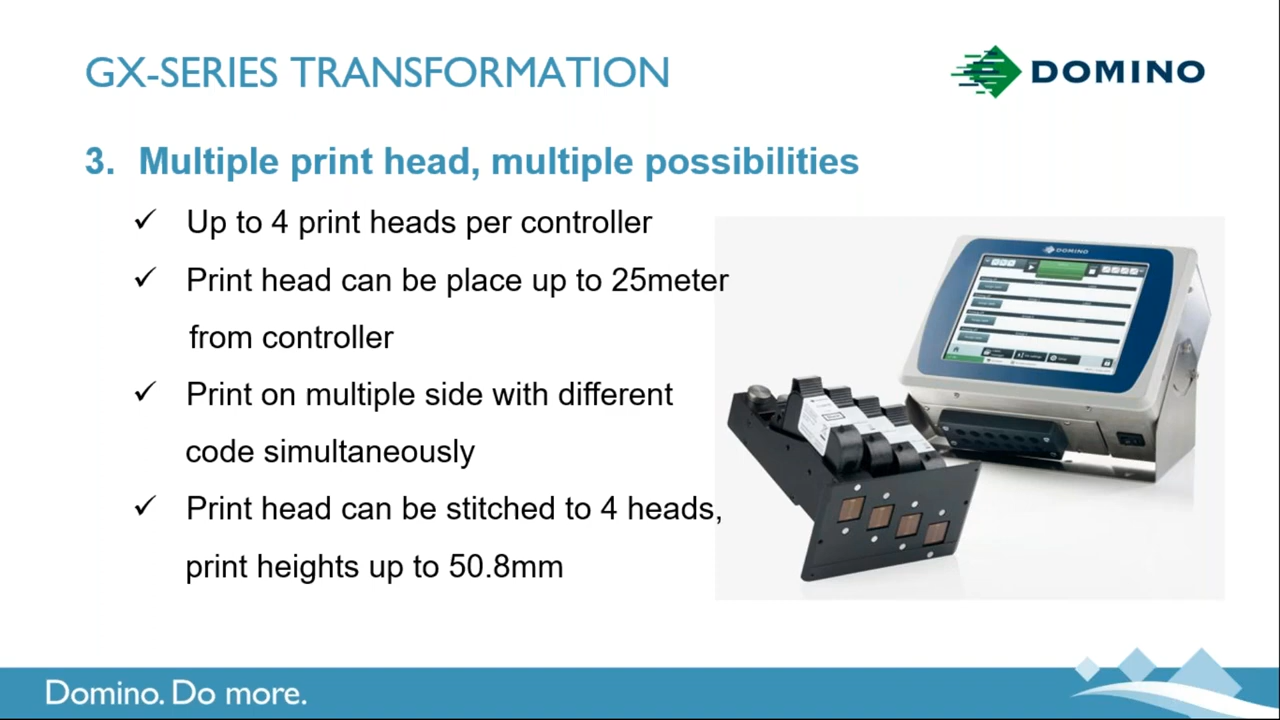 GX-SERIES TRANSFORMATION
DOMINO
3. Multiple print head, multiple possibilities
✓ Up to 4 print heads per controller
✓ Print head can be place up to 25meter
from controller
✓ Print on multiple side with different
code simultaneously
✓ Print head can be stitched to 4 heads,
print heights up to 50.8mm
DOMINO
Domino. Do more.